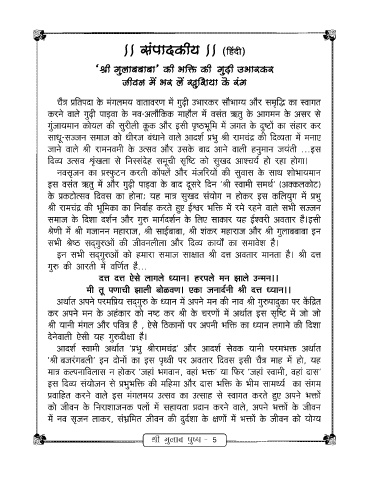 || संपादकीय || (हिंदी)
'श्री गुलाबबाबा' की भक्ति की गुढ़ी उभारकर
जीवन में भर लें खुशियों के रंग
चैत्र प्रतिपदा के मंगलमय वातावरण में गुढ़ी उभारकर सौभाग्य और समृद्धि का स्वागत
करने वाले गुढ़ी पाड़वा के नव-अलौकिक माहौल में वसंत ऋतु के आगमन के असर से
गुंजायमान कोयल की सुरीली कूक और इसी पृष्ठभूमि में जगत के दुष्टों का संहार कर
साधू-सज्जन समाज को धीरज बंधाने वाले आदर्श प्रभु श्री रामचंद्र की दिव्यता में मनाए
जाने वाले श्री रामनवमी के उत्सव और उसके बाद आने वाली हनुमान जयंती ...इस
दिव्य उत्सव श्रृंखला से निस्संदेह समूची सृष्टि को सुखद आश्चर्य हो रहा होगा।
नवसृजन का प्रस्फुटन करती कोंपलें और मंजरियों की सुवास के साथ शोभायमान
इस वसंत ऋतु में और गुढ़ी पाड़वा के बाद दूसरे दिन 'श्री स्वामी समर्थ' (अक्कलकोट)
के प्रकटोत्सव दिवस का होना; यह मात्र सुखद संयोग न होकर इस कलियुग में प्रभु
श्री रामचंद्र की भूमिका का निर्वाह करते हुए ईश्वर भक्ति में रमे रहने वाले सभी सज्जन
समाज के दिशा दर्शन और गुरु मार्गदर्शन के लिए साकार यह ईश्वरी अवतार है।इसी
श्रेणी में श्री गजानन महाराज, श्री साईबाबा, श्री शंकर महाराज और श्री गुलाबबाबा इन
सभी श्रेष्ठ सद्गुरुओं की जीवनलीला और दिव्य कार्यों का समावेश है।
इन सभी सद्गुरुओं को हमारा समाज साक्षात श्री दत्त अवतार मानता है। श्री दत्त
गुरु की आरती में वर्णित है...
दत्त दत्त ऐसे लागले ध्यान। हरपले मन झाले उन्मन।।
मी तू पणाची झाली बोळवण। एका जनार्दनी श्री दत्त ध्यान।।
अर्थात अपने परमप्रिय सद्गुरु के ध्यान में अपने मन की नाव श्री गुरुपादुका पर केंद्रित
कर अपने मन के अहंकार को नष्ट कर श्री के चरणों में अर्थात इस सृष्टि में जो जो
श्री यानी मंगल और पवित्र है , ऐसे ठिकानों पर अपनी भक्ति का ध्यान लगाने की दिशा
देनेवाली ऐसी यह गुरुदीक्षा है।
आदर्श स्वामी अर्थात 'प्रभु श्रीरामचंद्र' और आदर्श सेवक यानी परमभक्त अर्थात
'श्री बजरंगबली' इन दोनों का इस पृथ्वी पर अवतार दिवस इसी चैत्र माह में हो, यह
मात्र कल्पनाविलास न होकर 'जहां भगवान, वहां भक्त' या फिर 'जहां स्वामी, वहां दास'
इस दिव्य संयोजन से प्रभुभक्ति की महिमा और दास भक्ति के भीम सामर्थ्य का संगम
प्रवाहित करने वाले इस मंगलमय उत्सव का उत्साह से स्वागत करते हुए अपने भक्तों
को जीवन के निराशाजनक पलों में सहायता प्रदान करने वाले, अपने भक्तों के जीवन
में नव सृजन लाकर, संभ्रमित जीवन की दुर्दशा के क्षणों में भक्तों के जीवन को योग्य
श्री गुलाब पुष्प - 5